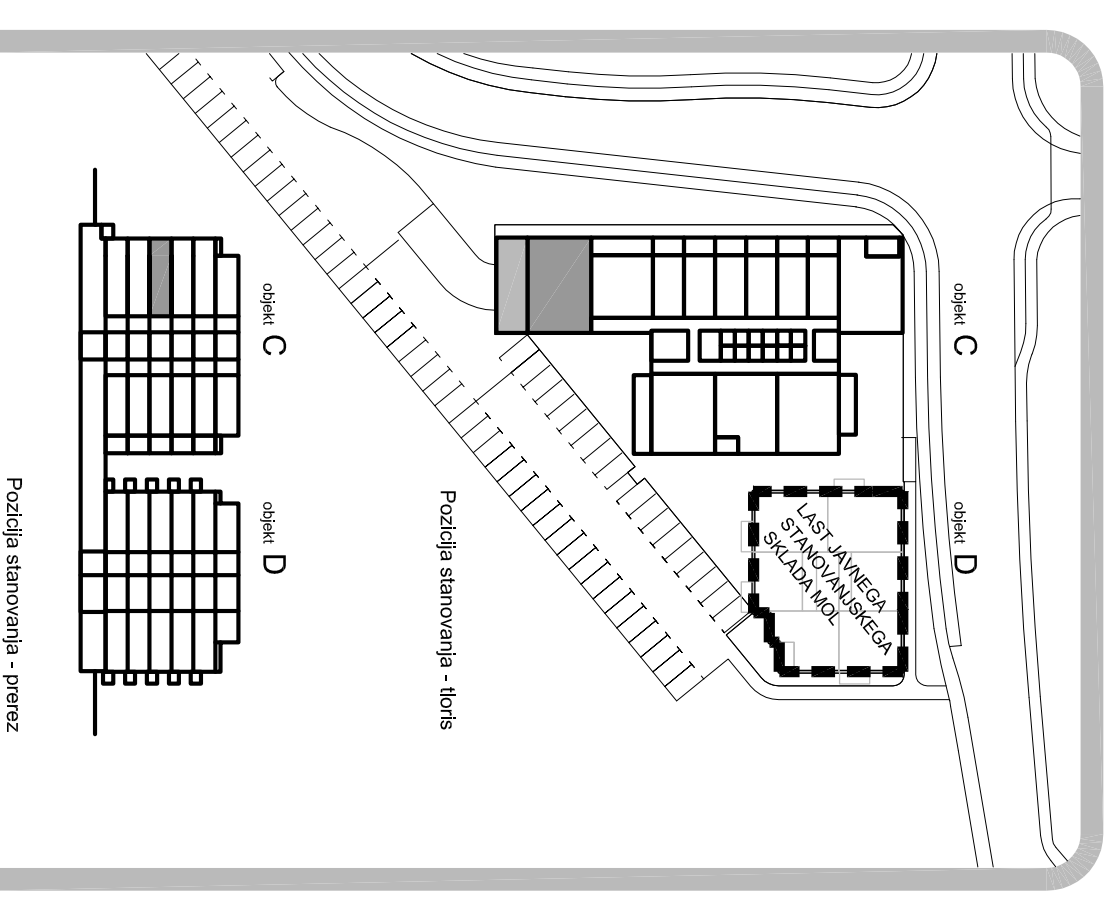 objekt C
objekt D
LAST JAVNEGA
STANOVANJSKEGA
SKLADA MOL
Pozicija stanovanja - tloris
objekt C
objekt D
Pozicija stanovanja - prerez